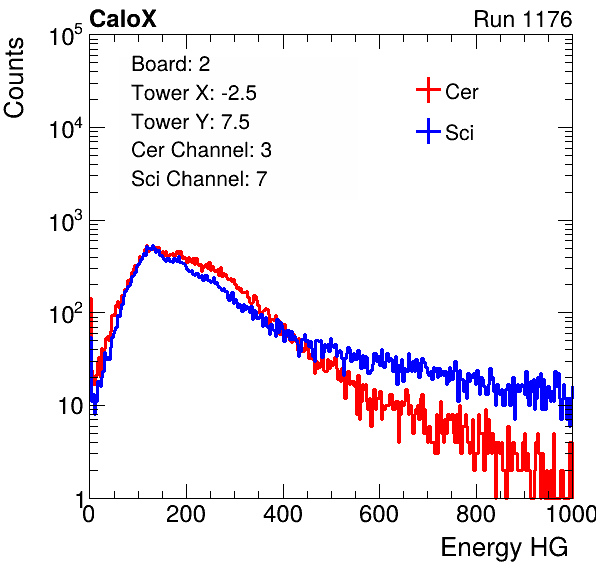 CaloX Run 1176
Counts
Board: 2
Tower X: -2.5
Tower Y: 7.5
Cer Channel: 3
Sci Channel: 7
Cer
Sci
10^5
10^4
10^3
10^2
10
1
0 200 400 600 800 1000
Energy HG